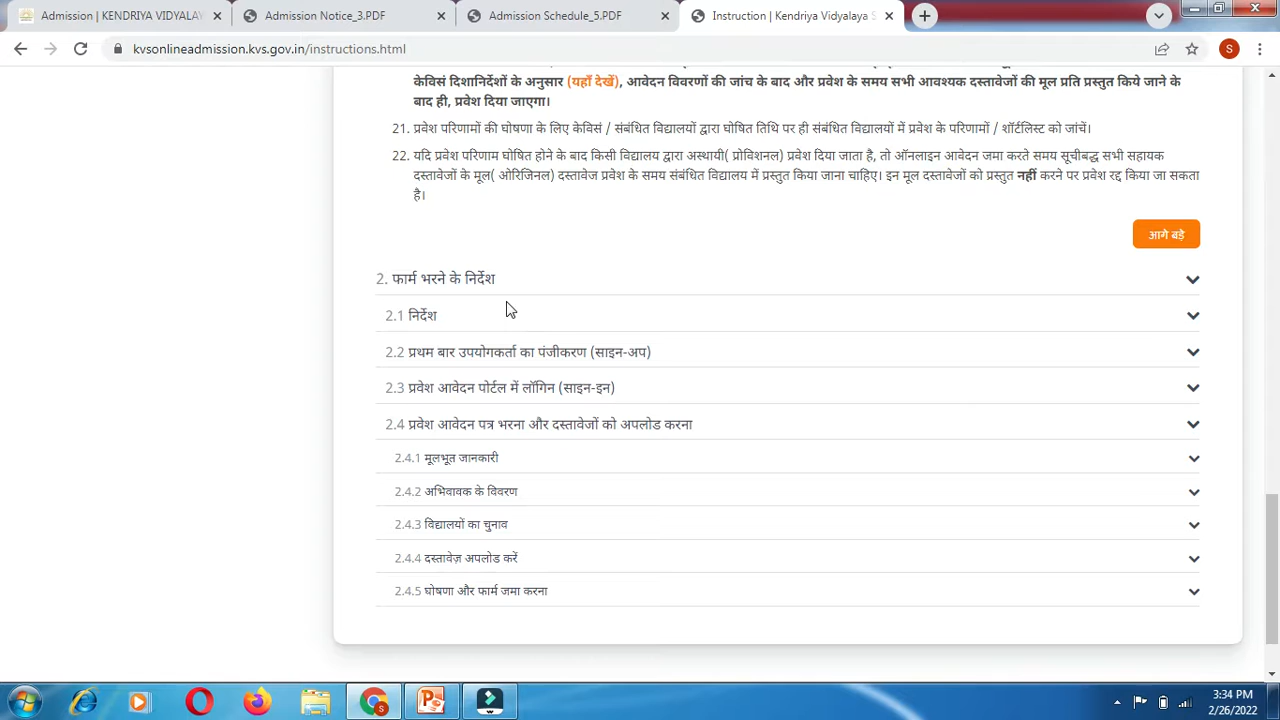 Admission | KENDRIYA VIDYALAY
Admission Notice_3.PDF
dule_5.PDF
Instruction | Kendriya Vidyalaya S
kvsonlineadmission.kvs.gov.in/instructions.html
S
केविसं दिशानिर्देशों के अनुसार (यहाँ देखें), आवेदन विवरणों की जांच के बाद और प्रवेश के समय सभी आवश्यक दस्तावेजों की मूल प्रति प्रस्तुत किये जाने के
बाद ही, प्रवेश दिया जाएगा।
21. प्रवेश परिणामों की घोषणा के लिए केविसं / संबंधित विद्यालयों द्वारा घोषित तिथि पर ही संबंधित विद्यालयों में प्रवेश के परिणामों / शॉर्टलिस्ट को जांचें।
22. यदि प्रवेश परिणाम घोषित होने के बाद किसी विद्यालय द्वारा अस्थायी( प्रोविशनल) प्रवेश दिया जाता है, तो ऑनलाइन आवेदन जमा करते समय सूचीबद्ध सभी सहायक
दस्तावेजों के मूल( ओरिजिनल) दस्तावेज प्रवेश के समय संबंधित विद्यालय में प्रस्तुत किया जाना चाहिए। इन मूल दस्तावेजों को प्रस्तुत नहीं करने पर प्रवेश रद्द किया जा सकता
है।
आगे बड़े
2. फार्म भरने के निर्देश
2.1 निर्देश
2.2 प्रथम बार उपयोगकर्ता का पंजीकरण (साइन-अप)
2.3 प्रवेश आवेदन पोर्टल में लॉगिन (साइन-इन)
2.4 प्रवेश आवेदन पत्र भरना और दस्तावेजों को अपलोड करना
2.4.1 मूलभूत जानकारी
2.4.2 अभिवावक के विवरण
2.4.3 विद्यालयों का चुनाव
2.4.4 दस्तावेज़ अपलोड करें
2.4.5 घोषणा और फार्म जमा करना
3:34 PM
2/26/2022